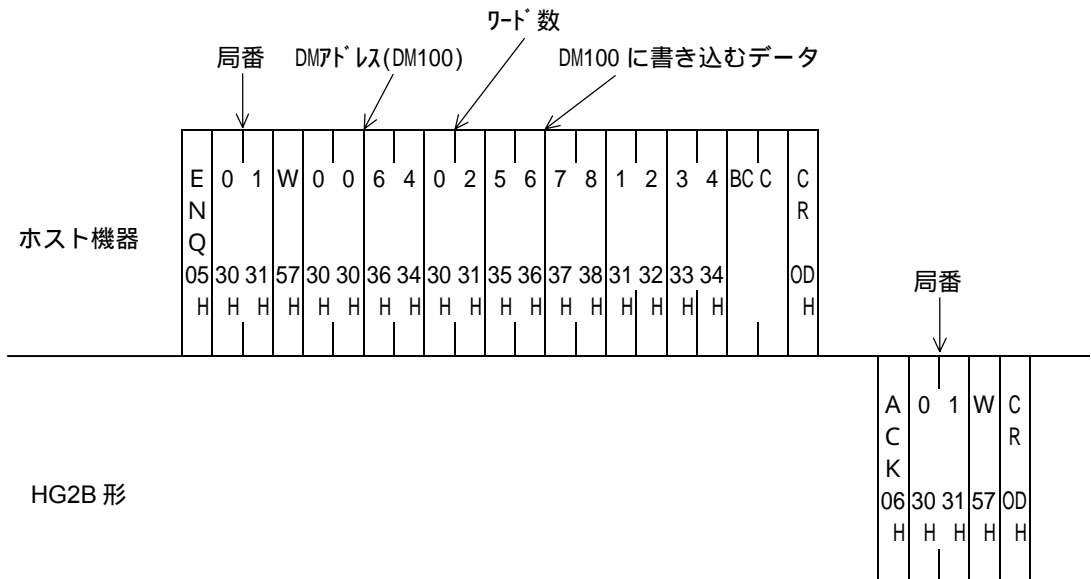 ワード数
局番 DMアドレス(DM100) DM100 に書き込むデータ
E 0 1 W 0 0 6 4 0 2 5 6 7 8 1 2 3 4 BC C C
N R
Q
ホスト機器
05 30 31 57 30 30 36 34 30 31 35 36 37 38 31 32 33 34 0D
H H H H H H H H H H H H H H H H H H H
局番
A 0 1 W C
C R
K
HG2B 形
06 30 31 57 0D
H H H H H